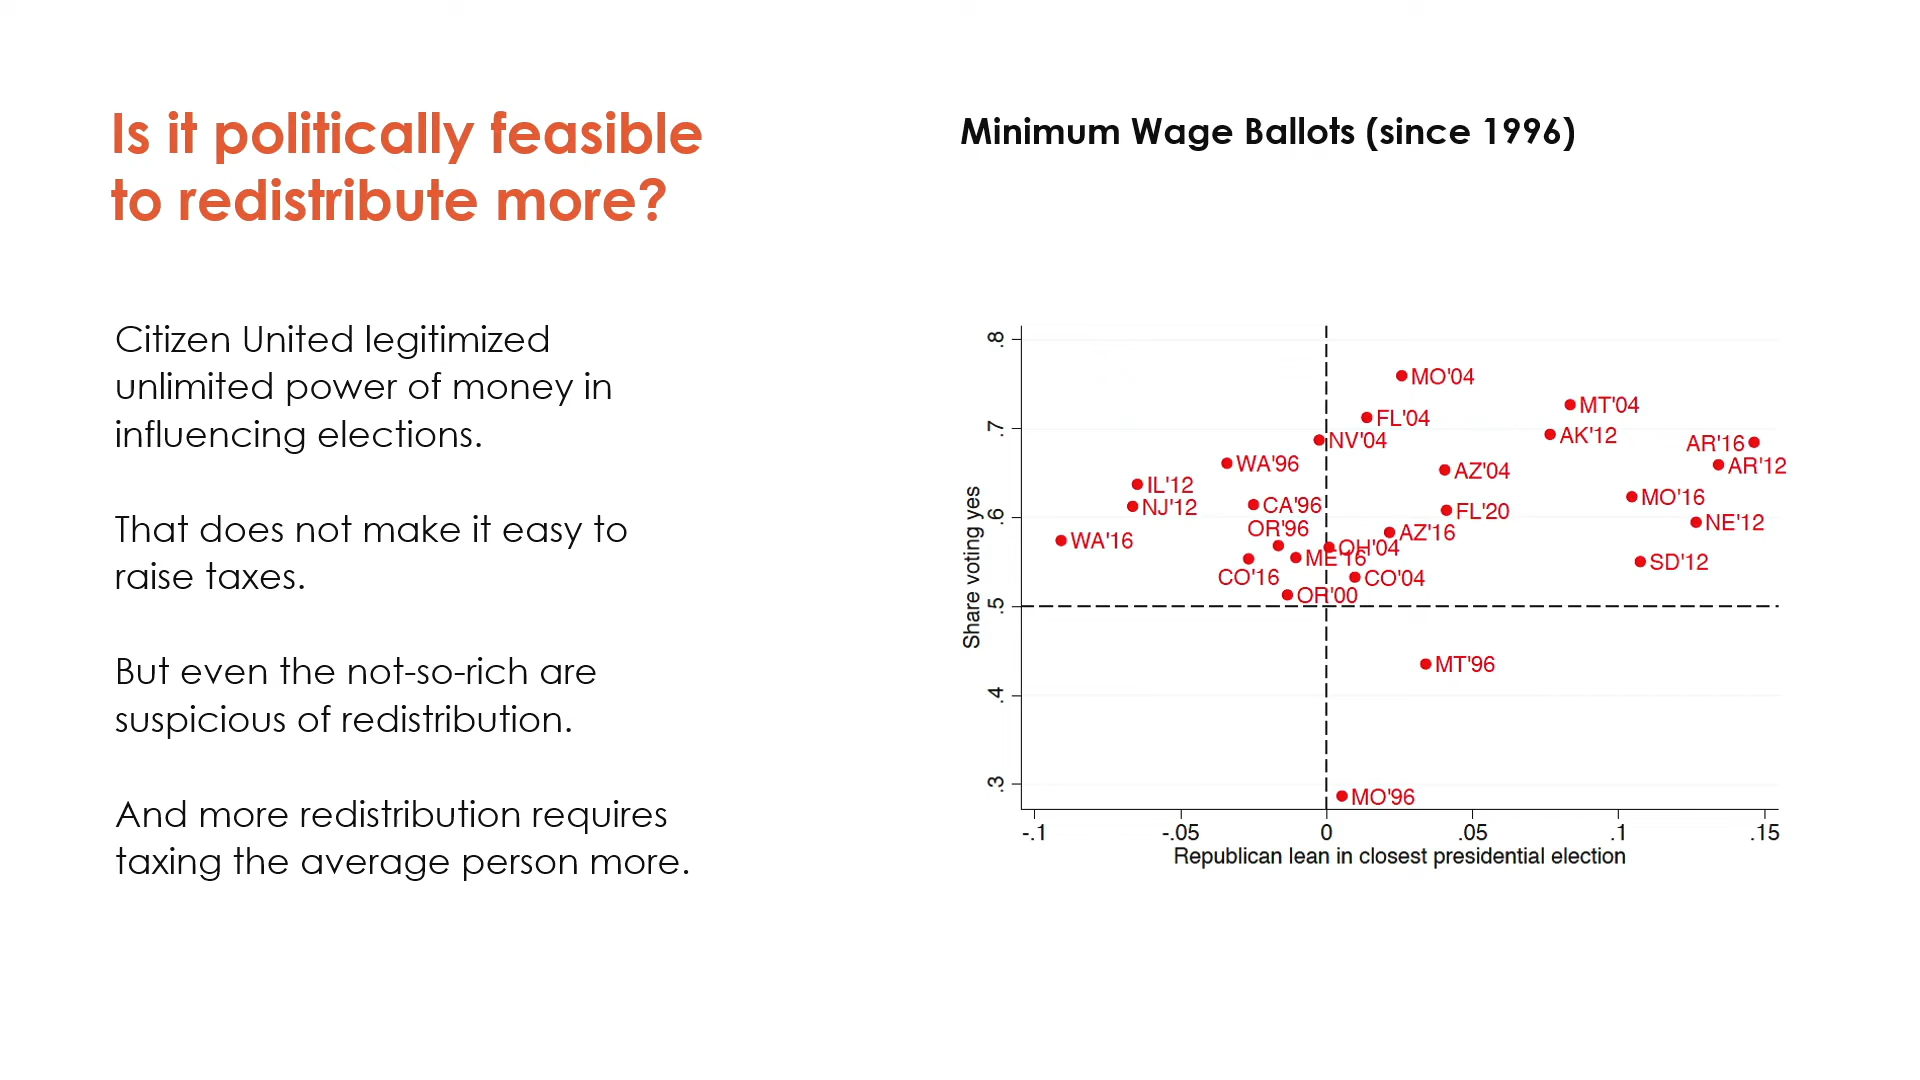 Is it politically feasible
to redistribute more?
Citizen United legitimized
unlimited power of money in
influencing elections.
That does not make it easy to
raise taxes.
But even the not-so-rich are
suspicious of redistribution.
And more redistribution requires
taxing the average person more.
Minimum Wage Ballots (since 1996)
Share voting yes
.8
.7
.6
.5
.4
.3
MO'04
MT'04
FL'04
AK'12
NV'04
AR'16
WA'96
AR'12
AZ'04
IL'12
MO'16
NJ'12
CA'96
FL'20
OR'96
NE'12
AZ'16
WA'16
OH'04
ME'16
SD'12
CO'16
CO'04
OR'00
MT'96
MO'96
-.1 -.05 0 .05 .1 .15
Republican lean in closest presidential election